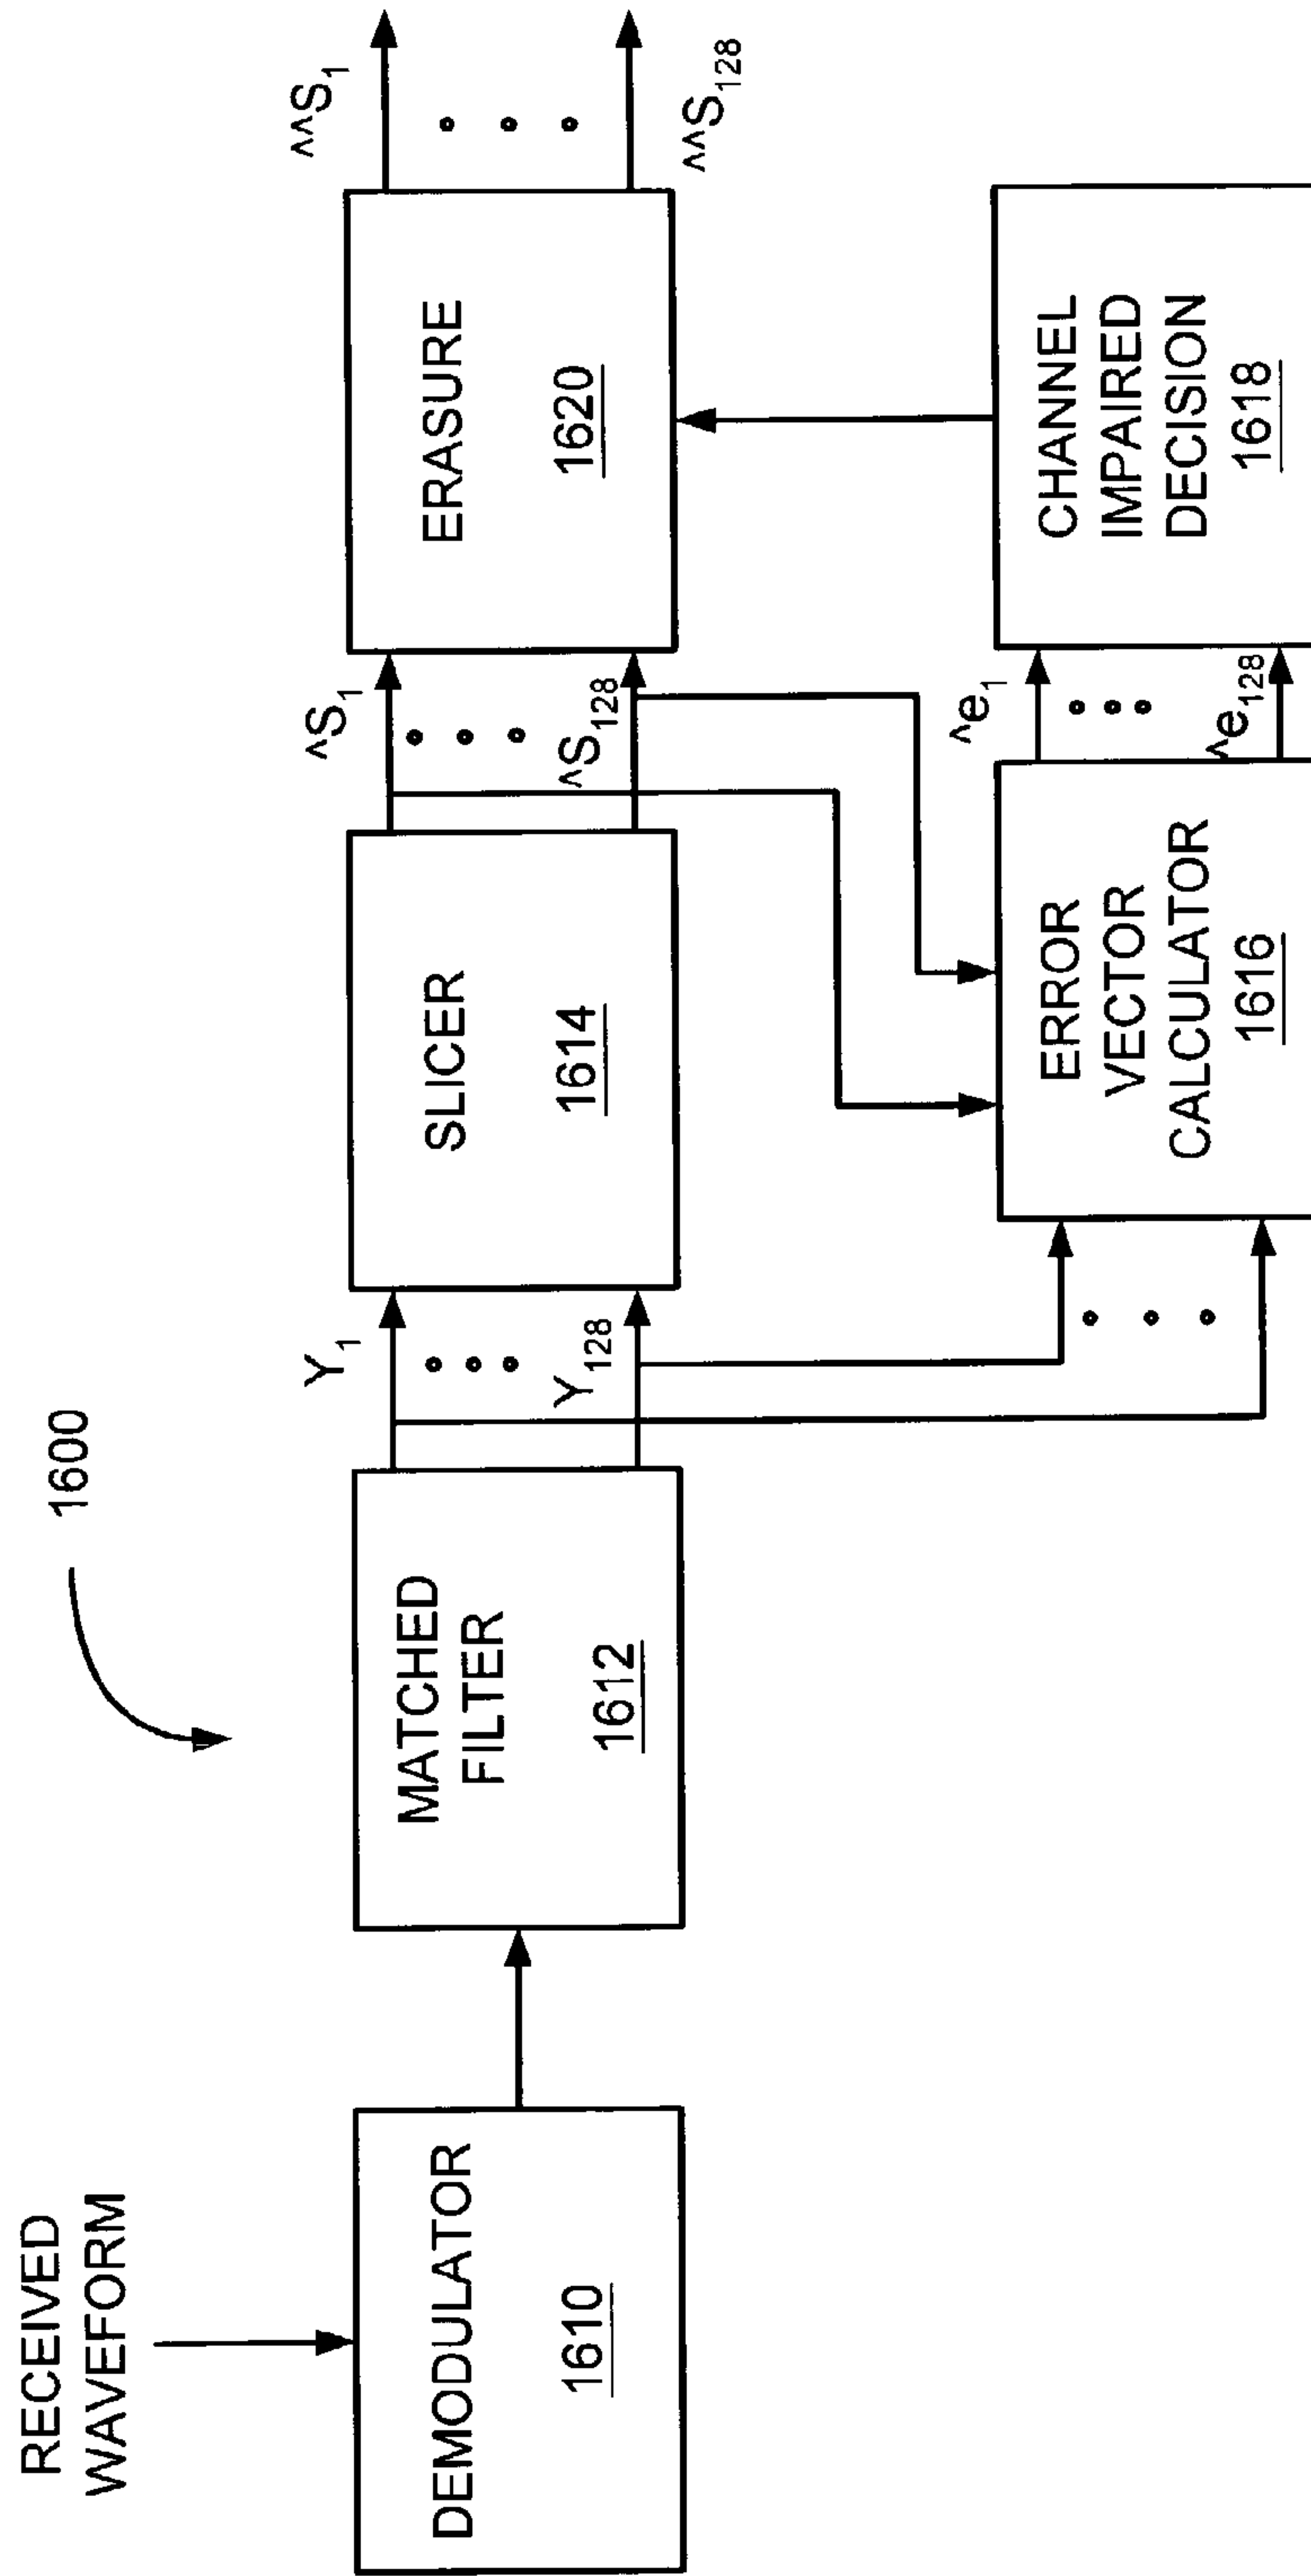 1600
RECEIVED
WAVEFORM
DEMODULATOR
1610
MATCHED
FILTER
1612
Y₁
Y₁₂₈
SLICER
1614
^S₁
^S₁₂₈
ERASURE
1620
^^S₁
^^S₁₂₈
ERROR
VECTOR
CALCULATOR
1616
^e₁
^e₁₂₈
CHANNEL
IMPAIRED
DECISION
1618